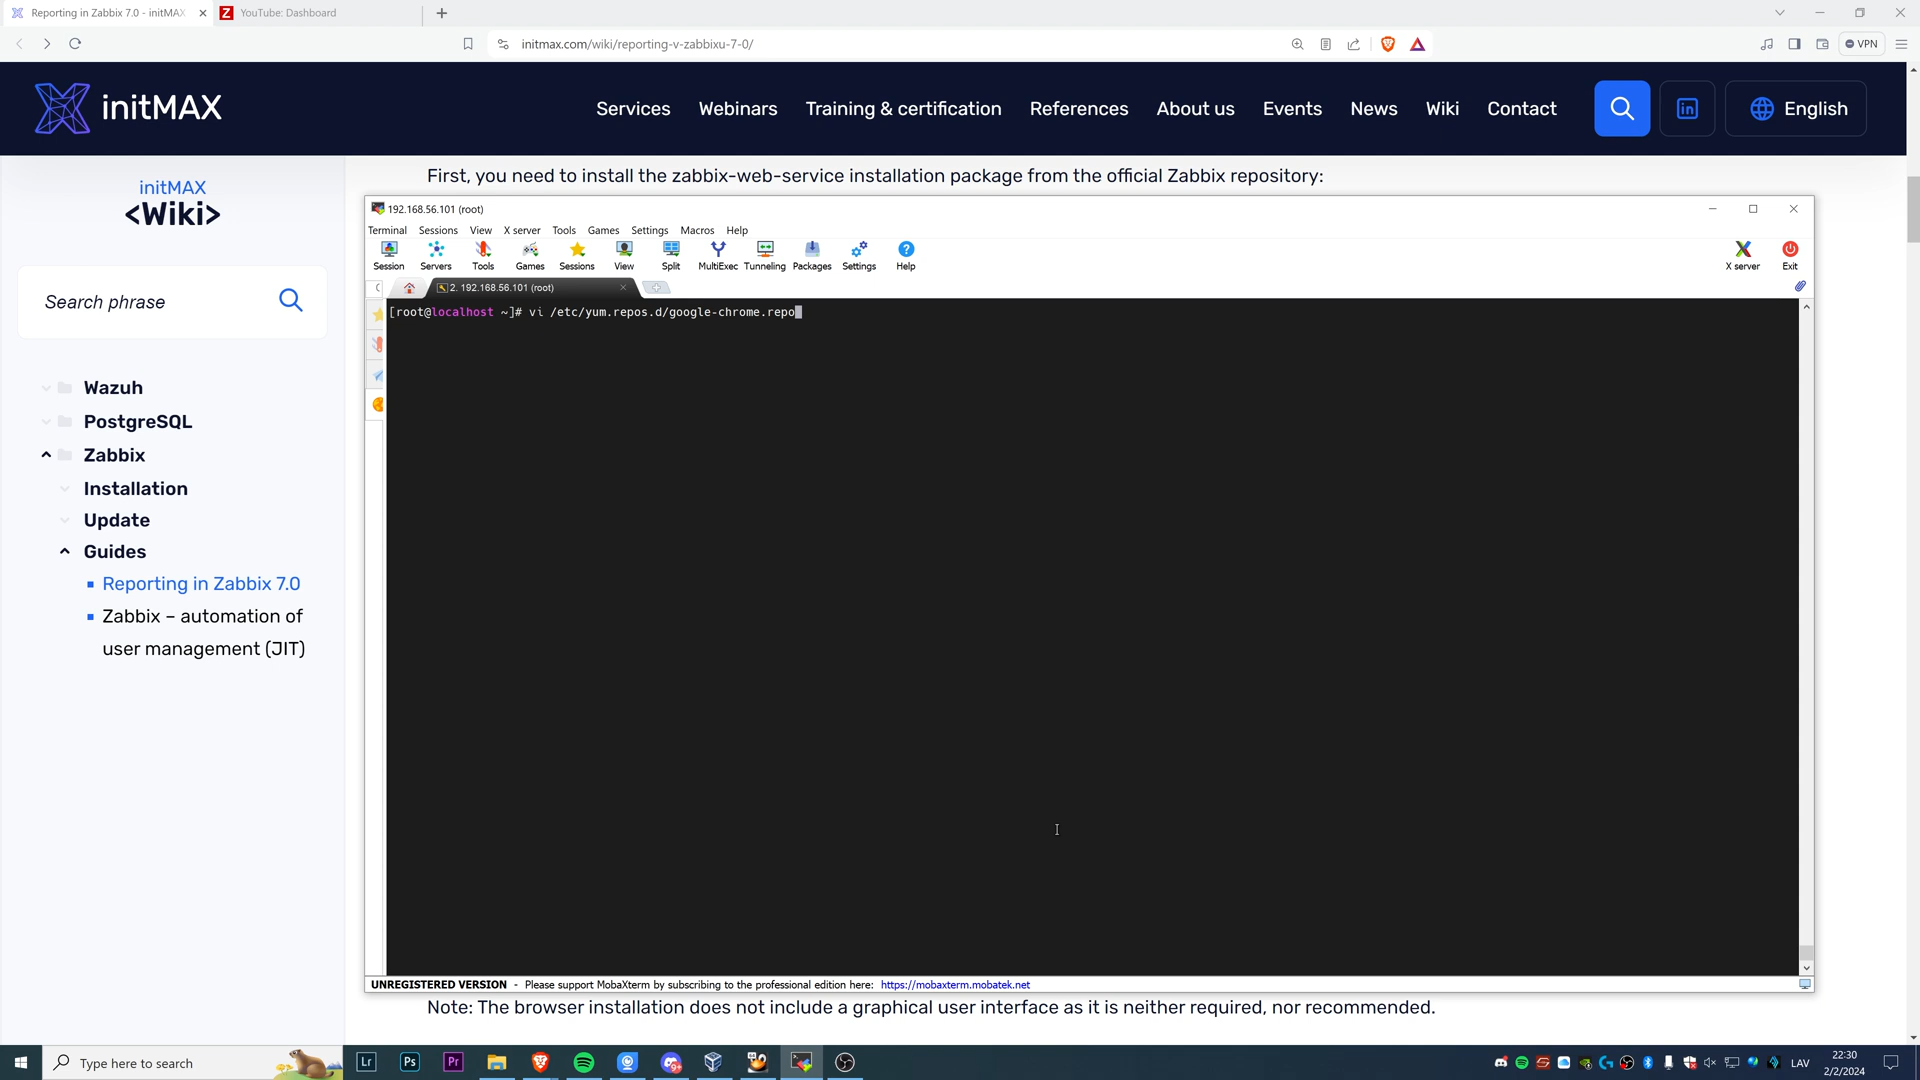 Reporting in Zabbix 7.0 - initMAX
YouTube: Dashboard
initmax.com/wiki/reporting-v-zabbixu-7-0/
VPN
initMAX
Services
Webinars
Training & certification
References
About us
Events
News
Wiki
Contact
English
initMAX
<Wiki>
Search phrase
Wazuh
PostgreSQL
Zabbix
Installation
Update
Guides
Reporting in Zabbix 7.0
Zabbix – automation of
user management (JIT)
First, you need to install the zabbix-web-service installation package from the official Zabbix repository:
192.168.56.101 (root)
Terminal Sessions View X server Tools Games Settings Macros Help
Session Servers Tools Games Sessions View Split MultiExec Tunneling Packages Settings Help
X server Exit
2. 192.168.56.101 (root)
[root@localhost ~]# vi /etc/yum.repos.d/google-chrome.repo
UNREGISTERED VERSION - Please support MobaXterm by subscribing to the professional edition here: https://mobaxterm.mobatek.net
Note: The browser installation does not include a graphical user interface as it is neither required, nor recommended.
Type here to search
Lr
Ps
Pr
9+
LAV
22:30
2/2/2024